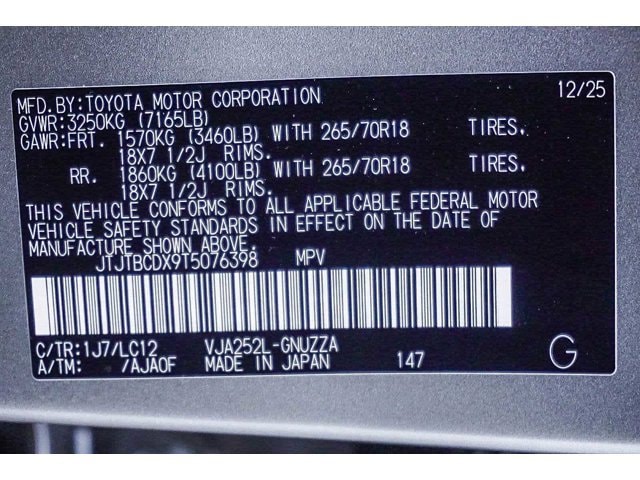 MFD.BY:TOYOTA MOTOR CORPORATION 12/25
GVWR:3250KG (7165LB)
GAWR:FRT. 1570KG (3460LB) WITH 265/70R18 TIRES.
18X7 1/2J RIMS.
RR. 1860KG (4100LB) WITH 265/70R18 TIRES.
18X7 1/2J RIMS.
THIS VEHICLE CONFORMS TO ALL APPLICABLE FEDERAL MOTOR
VEHICLE SAFETY STANDARDS IN EFFECT ON THE DATE OF
MANUFACTURE SHOWN ABOVE.
JTJTBCDX9T5076398 MPV
C/TR:1J7/LC12 VJA252L-GNUZZA
A/TM: /AJA0F MADE IN JAPAN 147 G